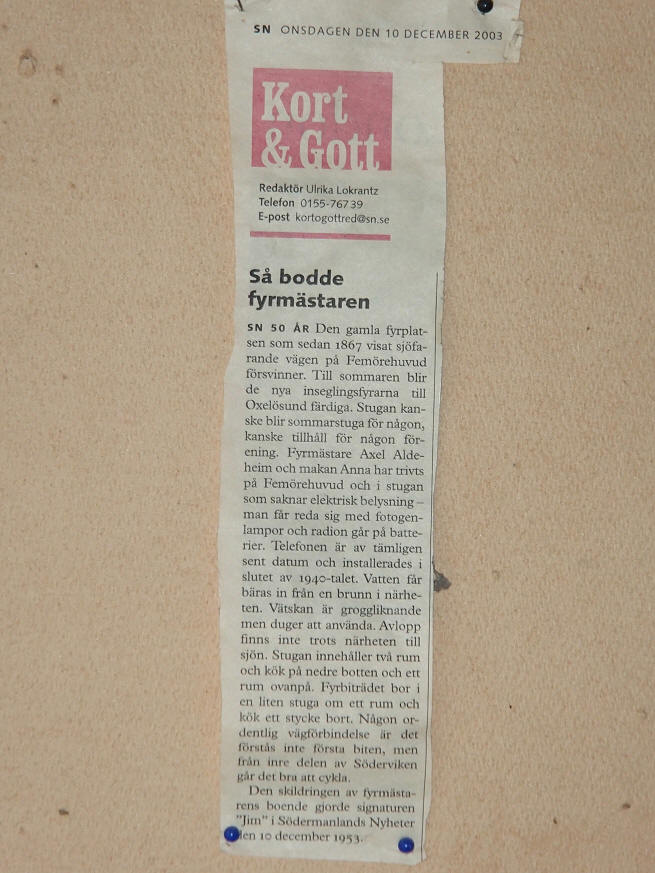 SN ONSDAGEN DEN 10 DECEMBER 2003
Kort
& Gott
Redaktör Ulrika Lokrantz
Telefon 0155-767 39
E-post kortogottred@sn.se
Så bodde
fyrmästaren
SN 50 ÅR Den gamla fyrplat-
sen som sedan 1867 visat sjöfa-
rande vägen på Femörehuvud
försvinner. Till sommaren blir
de nya inseglingsfyrarna till
Oxelösund färdiga. Stugan kan-
ske blir sommarstuga för någon,
kanske tillhåll för någon för-
ening. Fyrmästare Axel Alde-
heim och makan Anna har trivts
på Femörehuvud och i stugan
som saknar elektrisk belysning –
man får reda sig med fotogen-
lampor och radion går på batte-
rier. Telefonen är av tämligen
sent datum och installerades i
slutet av 1940-talet. Vatten får
bäras in från en brunn i närhe-
ten. Vätskan är groggliknande
men duger att använda. Avlopp
finns inte trots närheten till
sjön. Stugan innehåller två rum
och kök på nedre botten och ett
rum ovanpå. Fyrbiträdet bor i
en liten stuga om ett rum och
kök ett stycke bort. Någon or-
dentlig vägförbindelse är det
förstås inte första biten, men
från inre delen av Söderviken
går det bra att cykla.
Den skildringen av fyrmästa-
rens boende gjorde signaturen
"Jim" i Södermanlands Nyheter
den 10 december 1953.